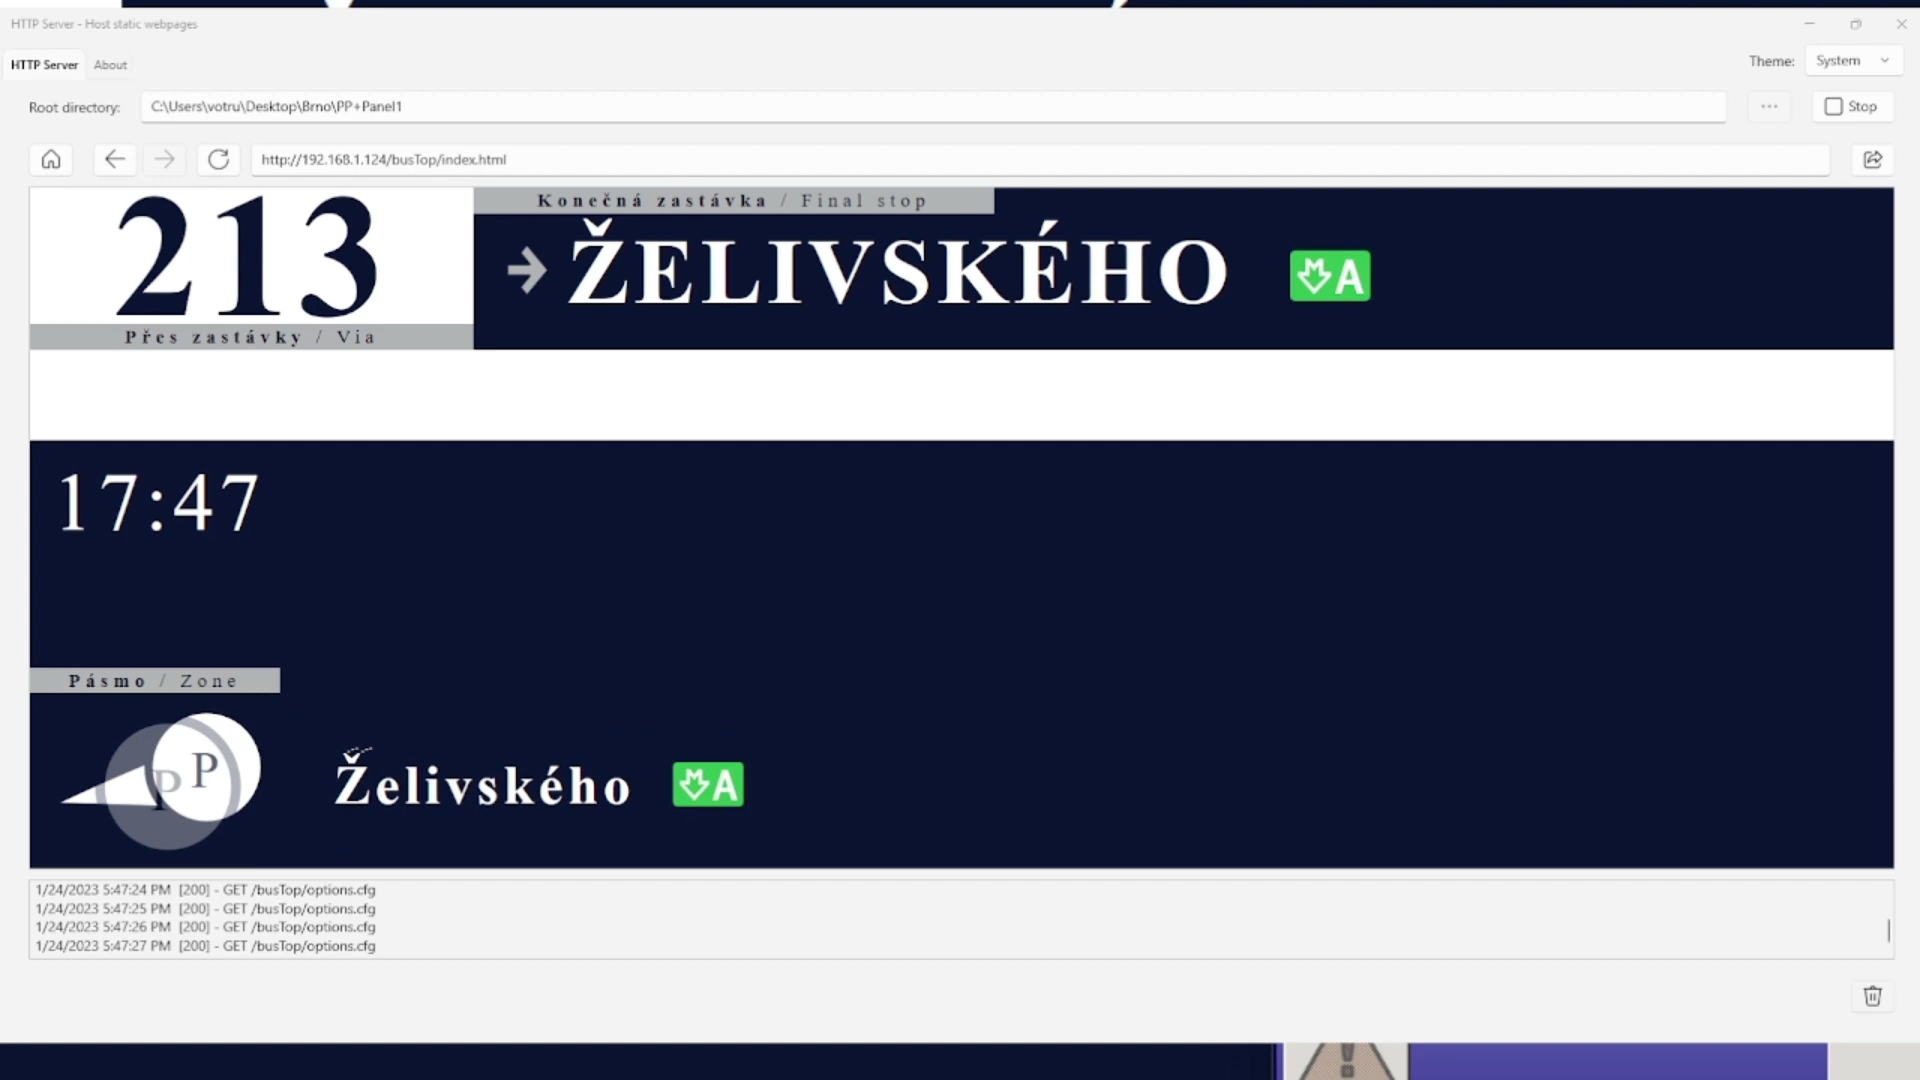 HTTP Server - Host static webpages
HTTP Server About
Theme: System
Root directory: C:\Users\votru\Desktop\Brno\PP+Panel1 ... Stop
http://192.168.1.124/busTop/index.html
213
Konečná zastávka / Final stop
ŽELIVSKÉHO A
Přes zastávky / Via
17:47
Pásmo / Zone
P P
Želivského A
1/24/2023 5:47:24 PM [200] - GET /busTop/options.cfg
1/24/2023 5:47:25 PM [200] - GET /busTop/options.cfg
1/24/2023 5:47:26 PM [200] - GET /busTop/options.cfg
1/24/2023 5:47:27 PM [200] - GET /busTop/options.cfg